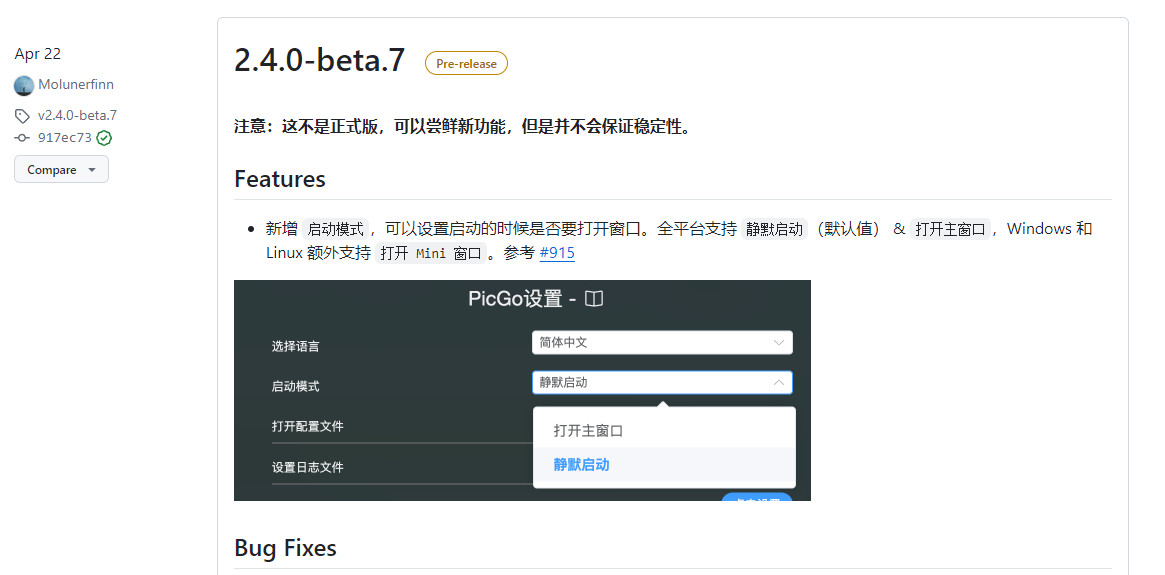 Apr 22
Molunerfinn
v2.4.0-beta.7
917ec73
Compare
2.4.0-beta.7 Pre-release
注意：这不是正式版，可以尝鲜新功能，但是并不会保证稳定性。
Features
新增 启动模式，可以设置启动的时候是否要打开窗口。全平台支持 静默启动（默认值） & 打开主窗口，Windows 和
Linux 额外支持 打开 Mini 窗口。参考 #915
PicGo设置 -
选择语言 简体中文
启动模式 静默启动
打开配置文件 打开主窗口
设置日志文件 静默启动
Bug Fixes